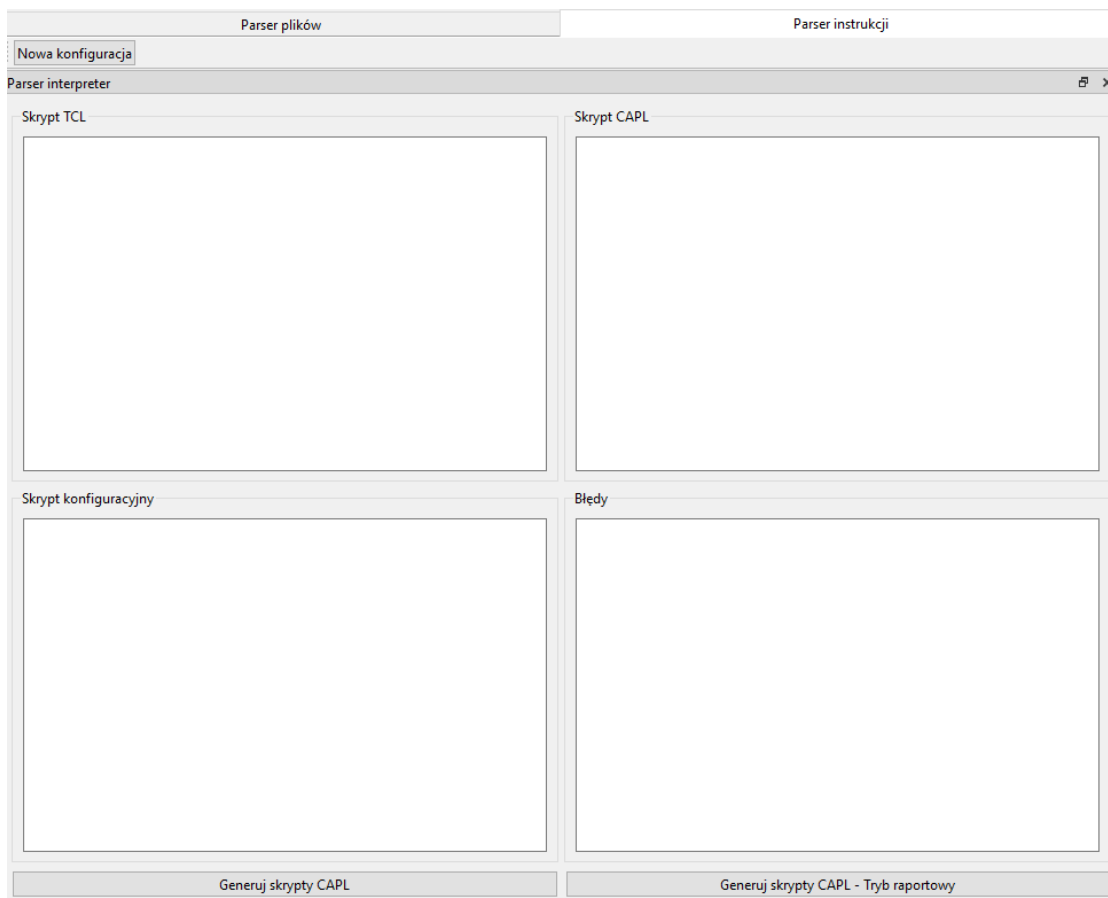 Parser plików
Parser instrukcji
Nowa konfiguracja
Parser interpreter
Skrypt TCL
Skrypt CAPL
Skrypt konfiguracyjny
Błędy
Generuj skrypty CAPL
Generuj skrypty CAPL - Tryb raportowy